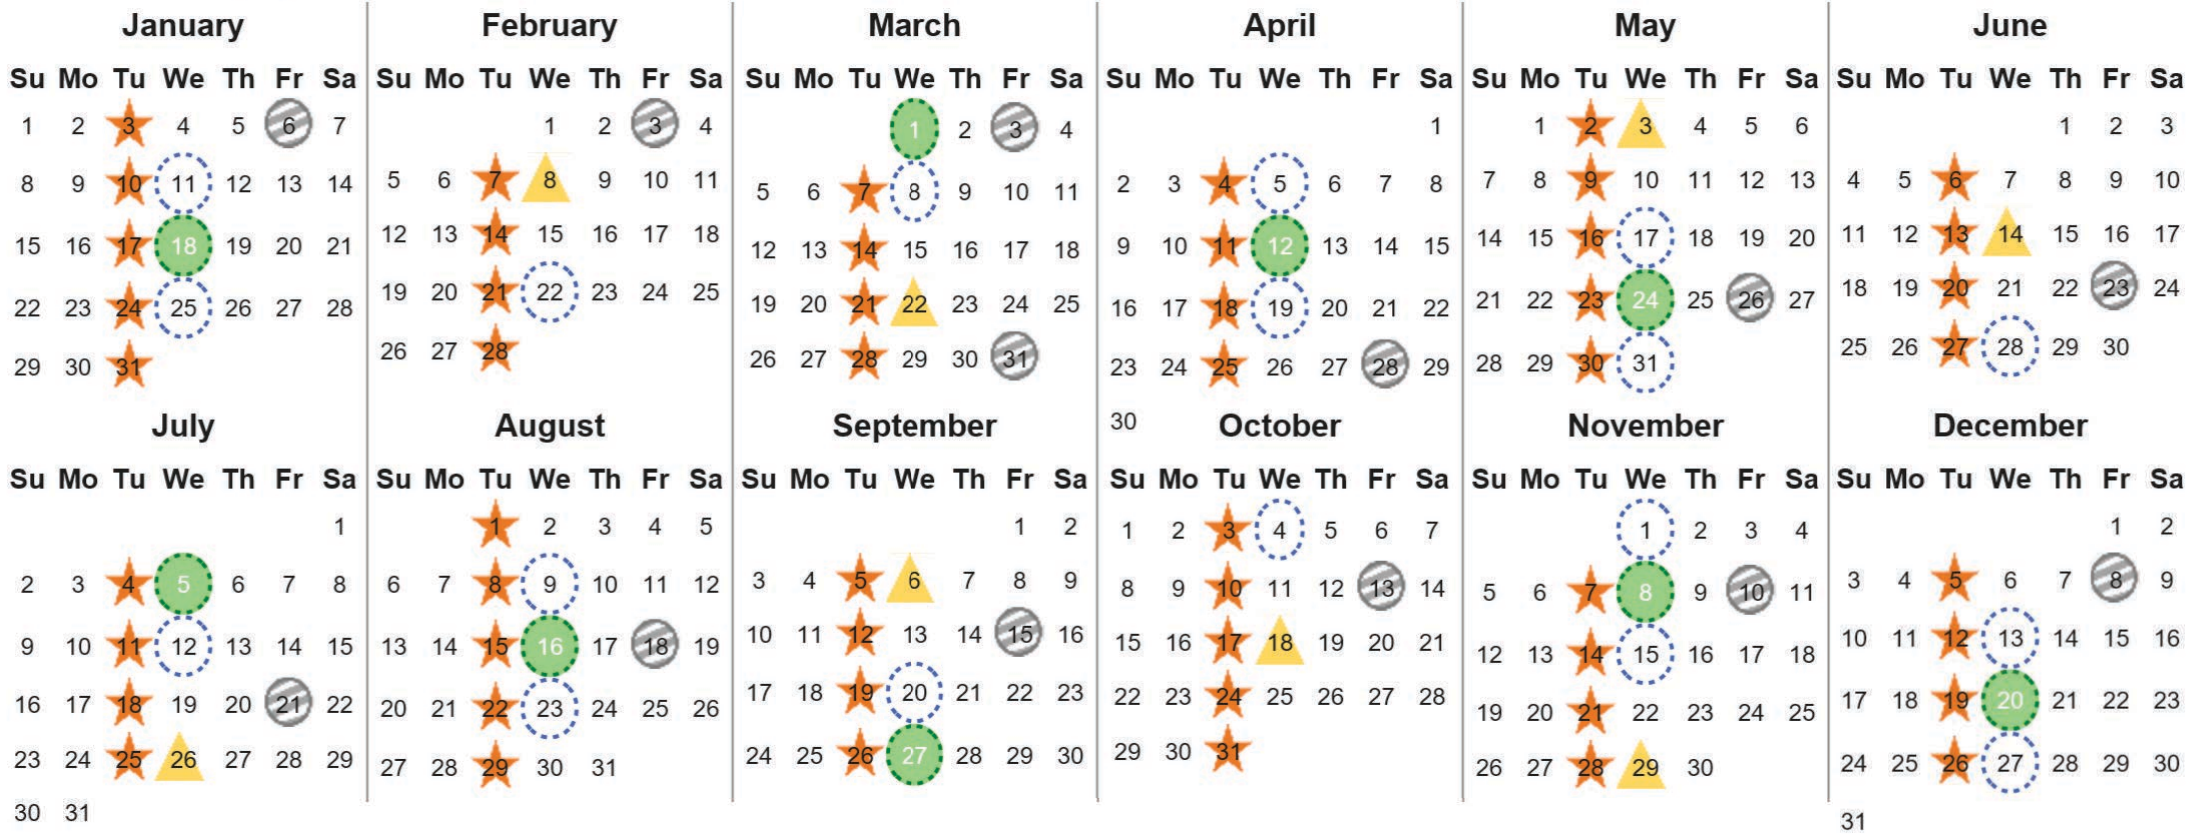 January
Su Mo Tu We Th Fr Sa
1 2 3 4 5 6 7
8 9 10 11 12 13 14
15 16 17 18 19 20 21
22 23 24 25 26 27 28
29 30 31
February
Su Mo Tu We Th Fr Sa
1 2 3 4
5 6 7 8 9 10 11
12 13 14 15 16 17 18
19 20 21 22 23 24 25
26 27 28
March
Su Mo Tu We Th Fr Sa
1 2 3 4
5 6 7 8 9 10 11
12 13 14 15 16 17 18
19 20 21 22 23 24 25
26 27 28 29 30 31
April
Su Mo Tu We Th Fr Sa
1
2 3 4 5 6 7 8
9 10 11 12 13 14 15
16 17 18 19 20 21 22
23 24 25 26 27 28 29
30
May
Su Mo Tu We Th Fr Sa
1 2 3 4 5 6
7 8 9 10 11 12 13
14 15 16 17 18 19 20
21 22 23 24 25 26 27
28 29 30 31
June
Su Mo Tu We Th Fr Sa
1 2 3
4 5 6 7 8 9 10
11 12 13 14 15 16 17
18 19 20 21 22 23 24
25 26 27 28 29 30
July
Su Mo Tu We Th Fr Sa
1
2 3 4 5 6 7 8
9 10 11 12 13 14 15
16 17 18 19 20 21 22
23 24 25 26 27 28 29
30 31
August
Su Mo Tu We Th Fr Sa
1 2 3 4 5
6 7 8 9 10 11 12
13 14 15 16 17 18 19
20 21 22 23 24 25 26
27 28 29 30 31
September
Su Mo Tu We Th Fr Sa
1 2
3 4 5 6 7 8 9
10 11 12 13 14 15 16
17 18 19 20 21 22 23
24 25 26 27 28 29 30
October
Su Mo Tu We Th Fr Sa
1 2 3 4 5 6 7
8 9 10 11 12 13 14
15 16 17 18 19 20 21
22 23 24 25 26 27 28
29 30 31
November
Su Mo Tu We Th Fr Sa
1 2 3 4
5 6 7 8 9 10 11
12 13 14 15 16 17 18
19 20 21 22 23 24 25
26 27 28 29 30
December
Su Mo Tu We Th Fr Sa
1 2
3 4 5 6 7 8 9
10 11 12 13 14 15 16
17 18 19 20 21 22 23
24 25 26 27 28 29 30
31